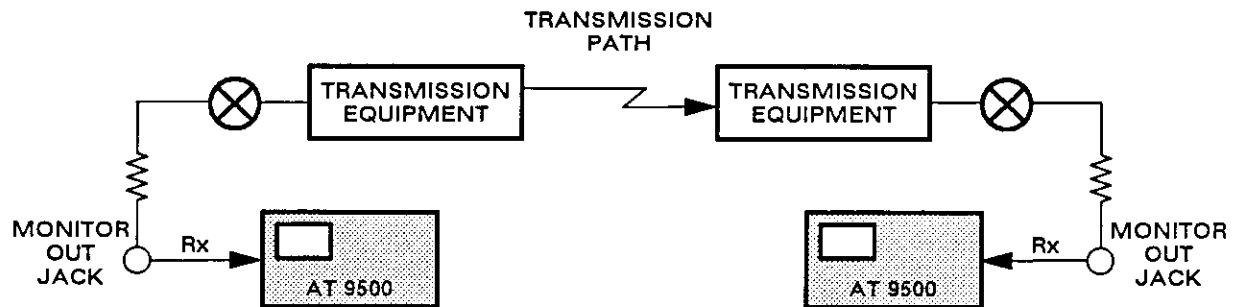 TRANSMISSION
PATH
TRANSMISSION
EQUIPMENT
TRANSMISSION
EQUIPMENT
MONITOR
OUT
JACK
Rx
AT 9500
AT 9500
Rx
MONITOR
OUT
JACK